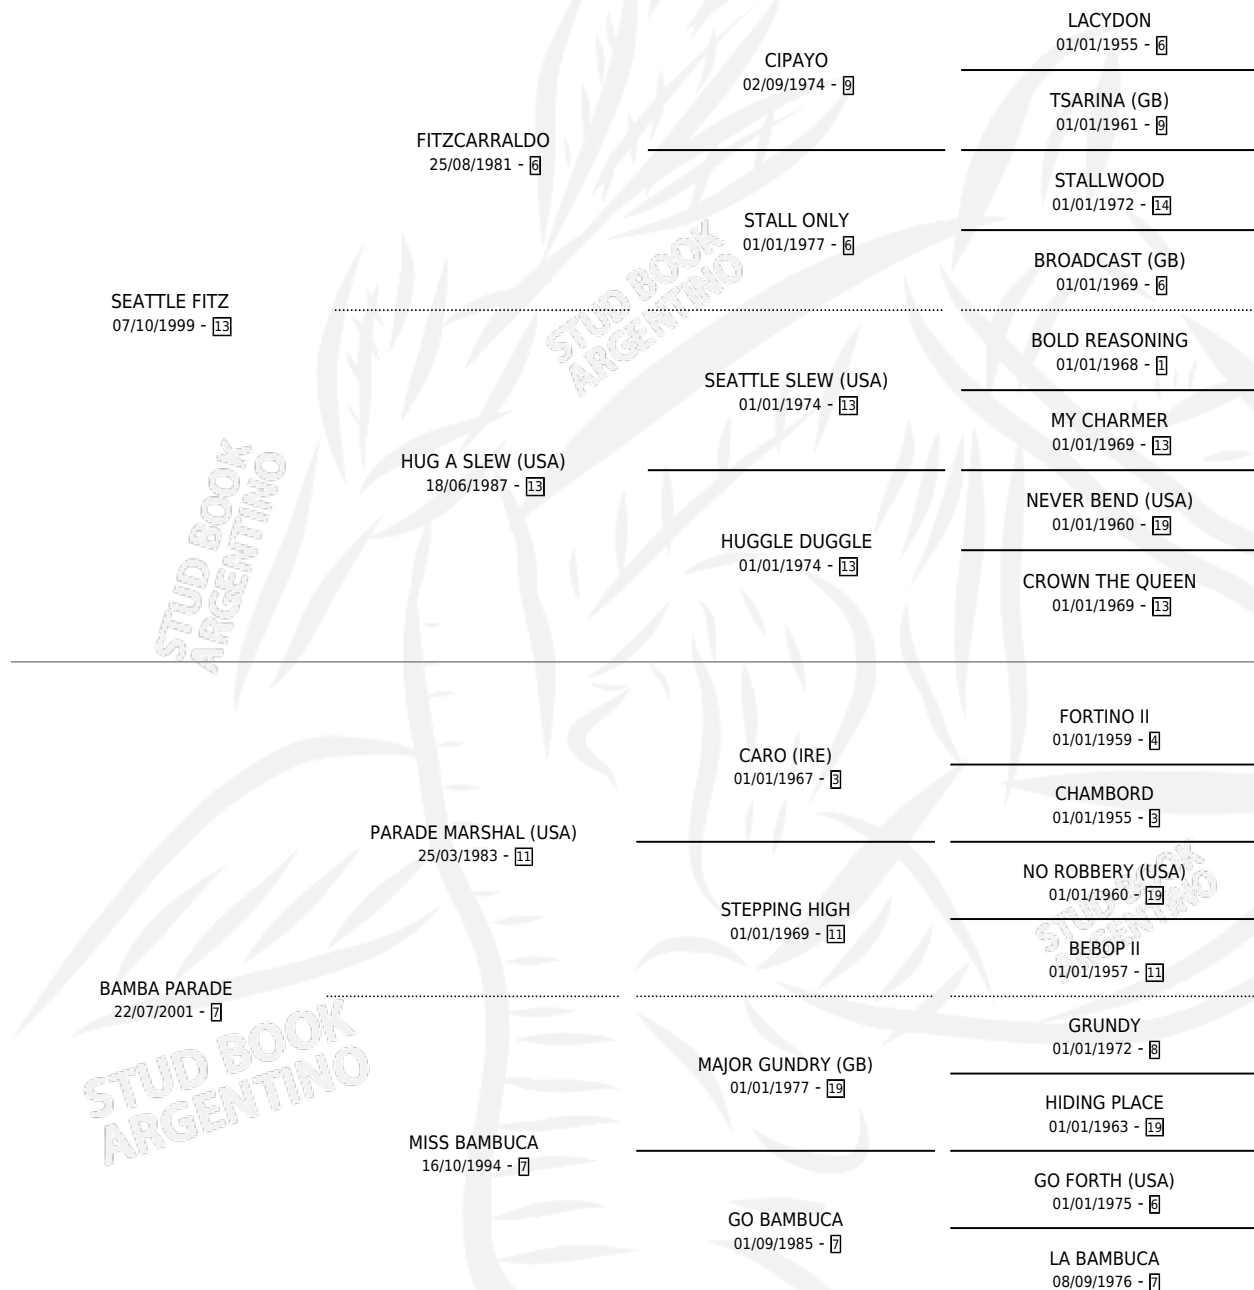 LACYDON
01/01/1955 - 6
CIPAYO
02/09/1974 - 9
TSARINA (GB)
01/01/1961 - 9
FITZCARRALDO
25/08/1981 - 6
STALLWOOD
01/01/1972 - 14
STALL ONLY
01/01/1977 - 6
BROADCAST (GB)
01/01/1969 - 6
SEATTLE FITZ
07/10/1999 - 13
STUD BOOK
ARGENTINO
BOLD REASONING
01/01/1968 - 1
SEATTLE SLEW (USA)
01/01/1974 - 13
MY CHARMER
01/01/1969 - 13
HUG A SLEW (USA)
18/06/1987 - 13
NEVER BEND (USA)
01/01/1960 - 19
HUGGLE DUGGLE
01/01/1974 - 13
CROWN THE QUEEN
01/01/1969 - 13
STUD BOOK
ARGENTINO
FORTINO II
01/01/1959 - 4
CARO (IRE)
01/01/1967 - 3
CHAMBORD
01/01/1955 - 3
PARADE MARSHAL (USA)
25/03/1983 - 11
NO ROBBERY (USA)
01/01/1960 - 19
STEPPING HIGH
01/01/1969 - 11
STUD BOOK
ARGENTINO
BEBOP II
01/01/1957 - 11
BAMBA PARADE
22/07/2001 - 7
STUD BOOK
ARGENTINO
GRUNDY
01/01/1972 - 8
MAJOR GUNDRY (GB)
01/01/1977 - 19
HIDING PLACE
01/01/1963 - 19
MISS BAMBUCA
16/10/1994 - 7
GO FORTH (USA)
01/01/1975 - 6
GO BAMBUCA
01/09/1985 - 7
LA BAMBUCA
08/09/1976 - 7